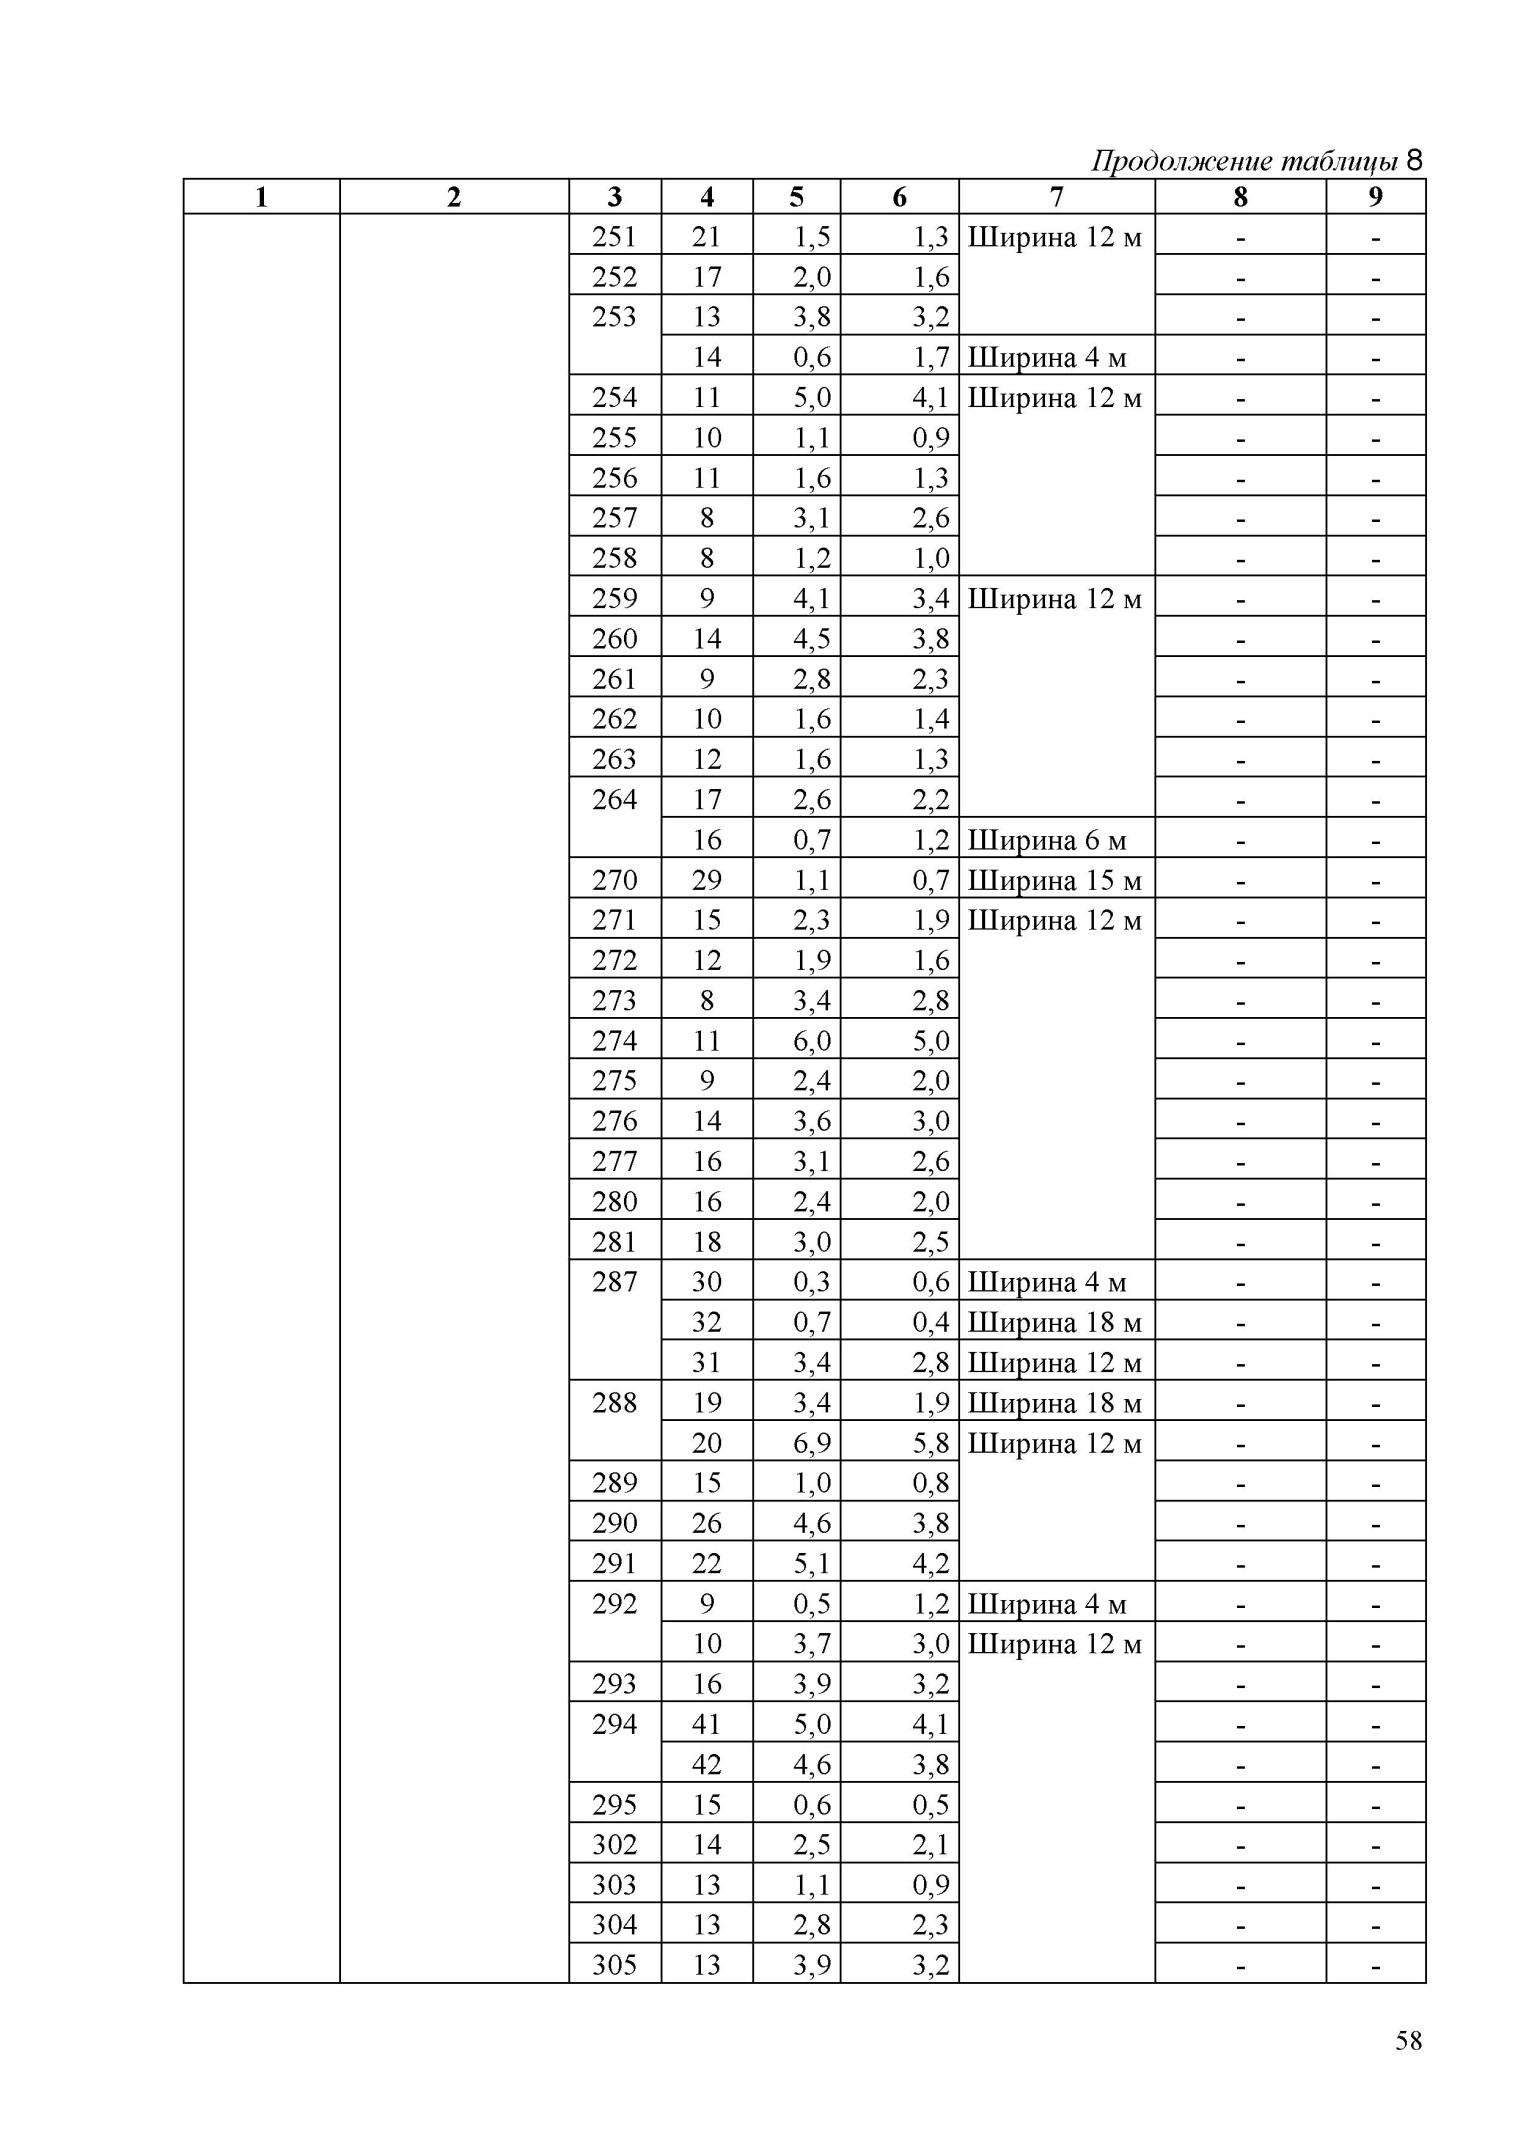 Продолжение таблицы 8
1 2 3 4 5 6 7 8 9
251 21 1,5 1,3 Ширина 12 м - -
252 17 2,0 1,6 - -
253 13 3,8 3,2 - -
14 0,6 1,7 Ширина 4 м - -
254 11 5,0 4,1 Ширина 12 м - -
255 10 1,1 0,9 - -
256 11 1,6 1,3 - -
257 8 3,1 2,6 - -
258 8 1,2 1,0 - -
259 9 4,1 3,4 Ширина 12 м - -
260 14 4,5 3,8 - -
261 9 2,8 2,3 - -
262 10 1,6 1,4 - -
263 12 1,6 1,3 - -
264 17 2,6 2,2 - -
16 0,7 1,2 Ширина 6 м - -
270 29 1,1 0,7 Ширина 15 м - -
271 15 2,3 1,9 Ширина 12 м - -
272 12 1,9 1,6 - -
273 8 3,4 2,8 - -
274 11 6,0 5,0 - -
275 9 2,4 2,0 - -
276 14 3,6 3,0 - -
277 16 3,1 2,6 - -
280 16 2,4 2,0 - -
281 18 3,0 2,5 - -
287 30 0,3 0,6 Ширина 4 м - -
32 0,7 0,4 Ширина 18 м - -
31 3,4 2,8 Ширина 12 м - -
288 19 3,4 1,9 Ширина 18 м - -
20 6,9 5,8 Ширина 12 м - -
289 15 1,0 0,8 - -
290 26 4,6 3,8 - -
291 22 5,1 4,2 - -
292 9 0,5 1,2 Ширина 4 м - -
10 3,7 3,0 Ширина 12 м - -
293 16 3,9 3,2 - -
294 41 5,0 4,1 - -
42 4,6 3,8 - -
295 15 0,6 0,5 - -
302 14 2,5 2,1 - -
303 13 1,1 0,9 - -
304 13 2,8 2,3 - -
305 13 3,9 3,2 - -
58